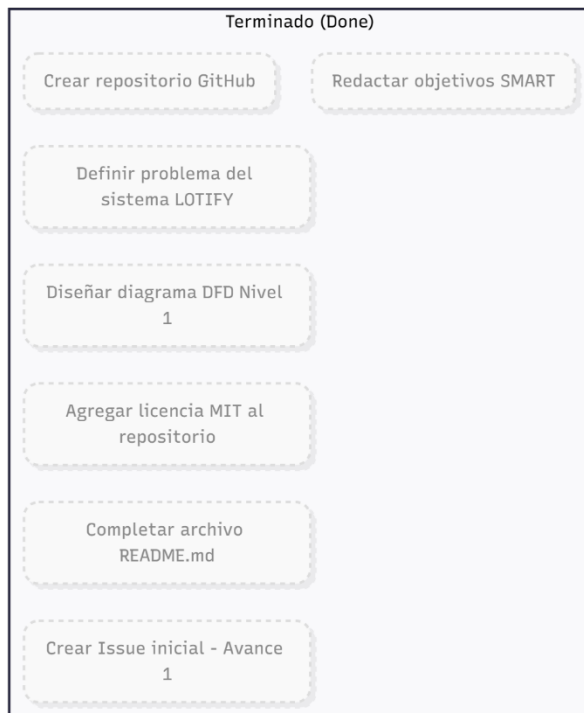 Terminado (Done)
Crear repositorio GitHub
Redactar objetivos SMART
Definir problema del
sistema LOTIFY
Diseñar diagrama DFD Nivel
1
Agregar licencia MIT al
repositorio
Completar archivo
README.md
Crear Issue inicial - Avance
1